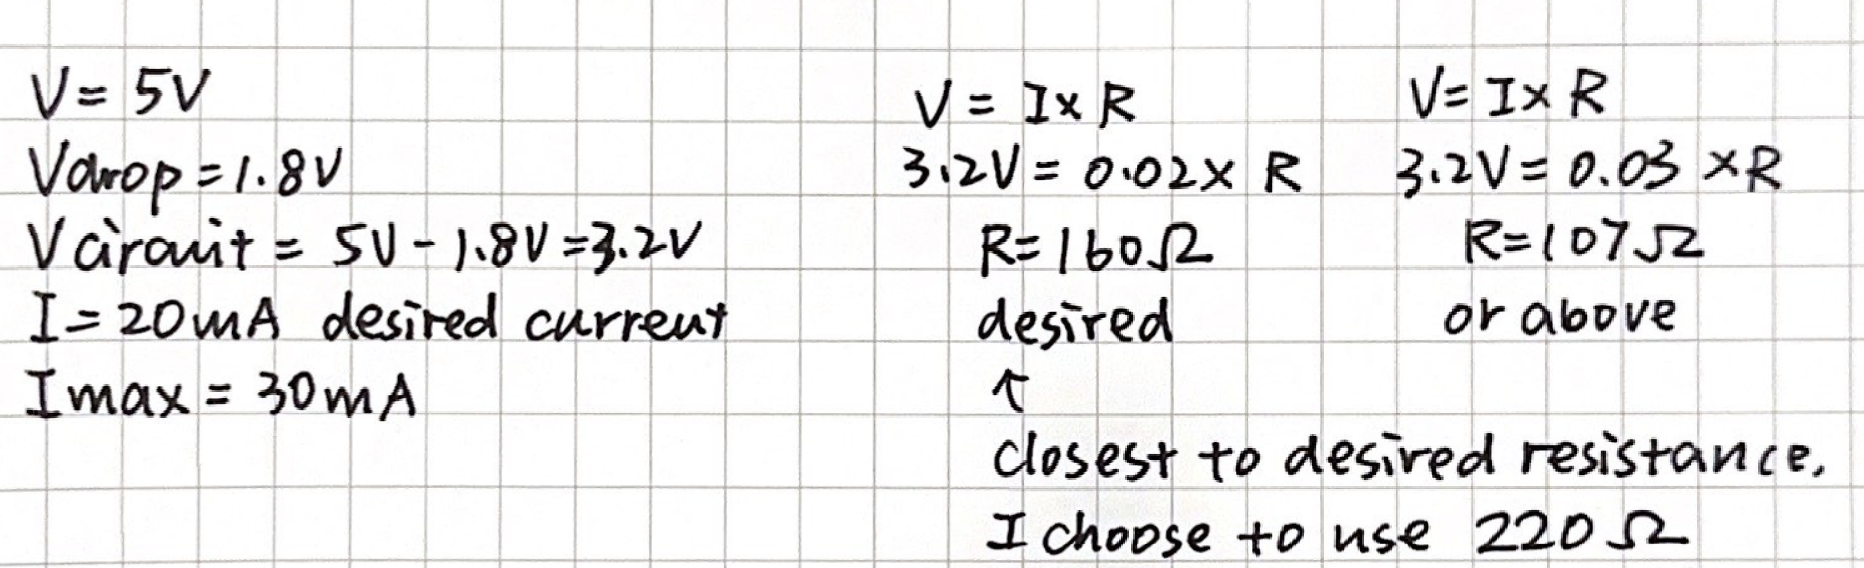 V= 5V
Vdrop = 1.8V
Vcircuit = 5V - 1.8V = 3.2V
I = 20mA desired current
Imax = 30mA
V = I x R
3.2V = 0.02 x R
R = 160Ω
desired
↑
closest to desired resistance.
I choose to use 220Ω
V= I x R
3.2V = 0.03 x R
R = 107Ω
or above